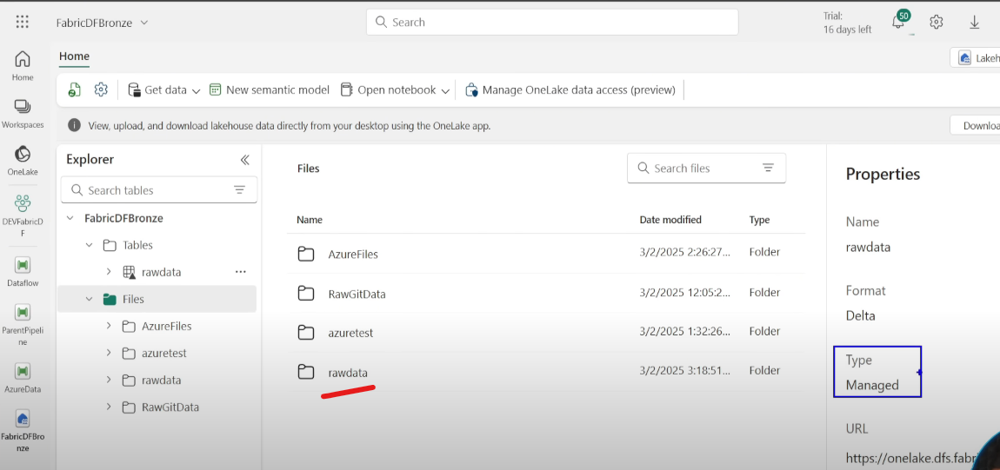 FabricDFBronze
Search
Trial:
16 days left
50
Home
Home
Lakeh
Get data
New semantic model
Open notebook
Manage OneLake data access (preview)
View, upload, and download lakehouse data directly from your desktop using the OneLake app.
Downloa
Workspaces
OneLake
DEVFabricD
F
Dataflow
ParentPipeli
ne
AzureData
FabricDFBro
nze
Explorer
Search tables
FabricDFBronze
Tables
rawdata
Files
AzureFiles
azuretest
rawdata
RawGitData
Files
Search files
Name Date modified Type
AzureFiles 3/2/2025 2:26:27... Folder
RawGitData 3/2/2025 12:05:2... Folder
azuretest 3/2/2025 1:32:26... Folder
rawdata 3/2/2025 3:18:51... Folder
Properties
Name
rawdata
Format
Delta
Type
Managed
URL
https://onelake.dfs.fabri